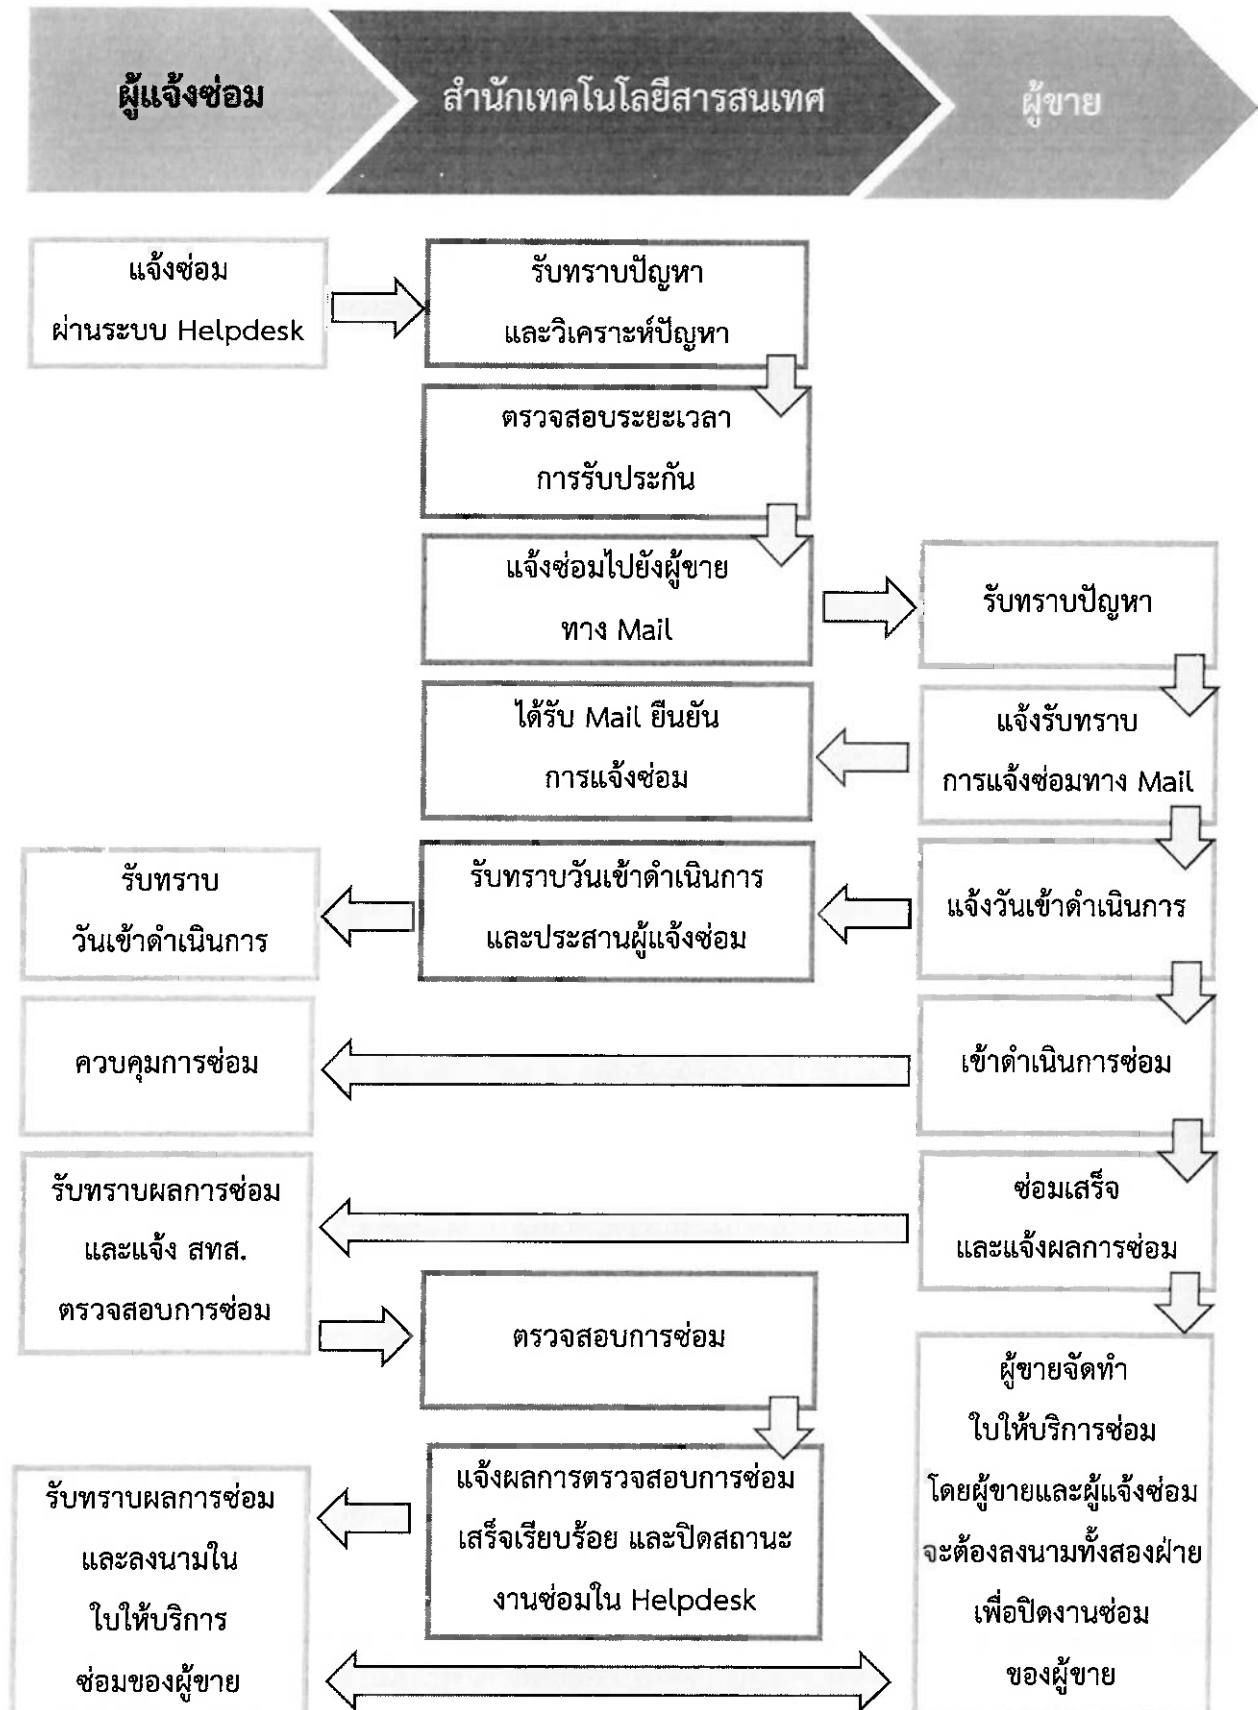 ผู้แจ้งซ่อม
สำนักเทคโนโลยีสารสนเทศ
ผู้ขาย
แจ้งซ่อม
ผ่านระบบ Helpdesk
รับทราบปัญหา
และวิเคราะห์ปัญหา
ตรวจสอบระยะเวลา
การรับประกัน
แจ้งซ่อมไปยังผู้ขาย
ทาง Mail
รับทราบปัญหา
ได้รับ Mail ยืนยัน
การแจ้งซ่อม
แจ้งรับทราบ
การแจ้งซ่อมทาง Mail
รับทราบ
วันเข้าดำเนินการ
รับทราบวันเข้าดำเนินการ
และประสานผู้แจ้งซ่อม
แจ้งวันเข้าดำเนินการ
ควบคุมการซ่อม
เข้าดำเนินการซ่อม
รับทราบผลการซ่อม
และแจ้ง สทส.
ตรวจสอบการซ่อม
ซ่อมเสร็จ
และแจ้งผลการซ่อม
ตรวจสอบการซ่อม
ผู้ขายจัดทำ
ใบให้บริการซ่อม
โดยผู้ขายและผู้แจ้งซ่อม
จะต้องลงนามทั้งสองฝ่าย
เพื่อปิดงานซ่อม
ของผู้ขาย
แจ้งผลการตรวจสอบการซ่อม
เสร็จเรียบร้อย และปิดสถานะ
งานซ่อมใน Helpdesk
รับทราบผลการซ่อม
และลงนามใน
ใบให้บริการ
ซ่อมของผู้ขาย